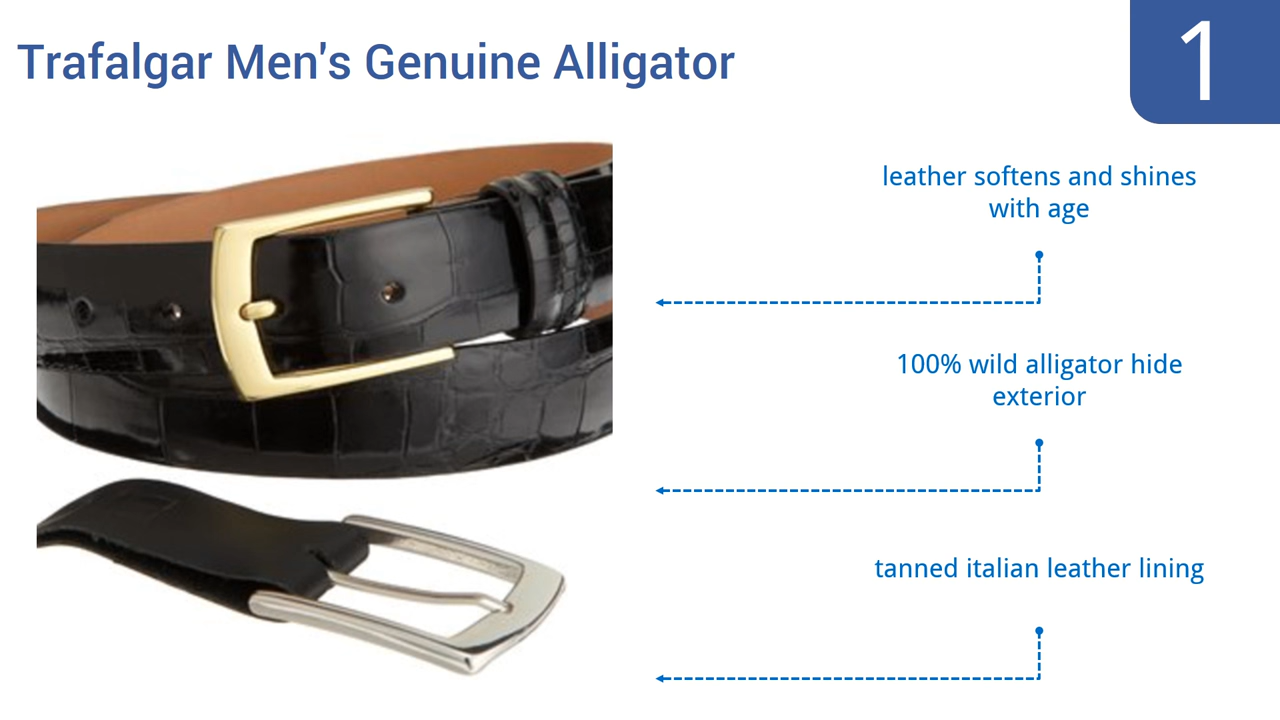 Trafalgar Men's Genuine Alligator
1
leather softens and shines
with age
100% wild alligator hide
exterior
tanned italian leather lining